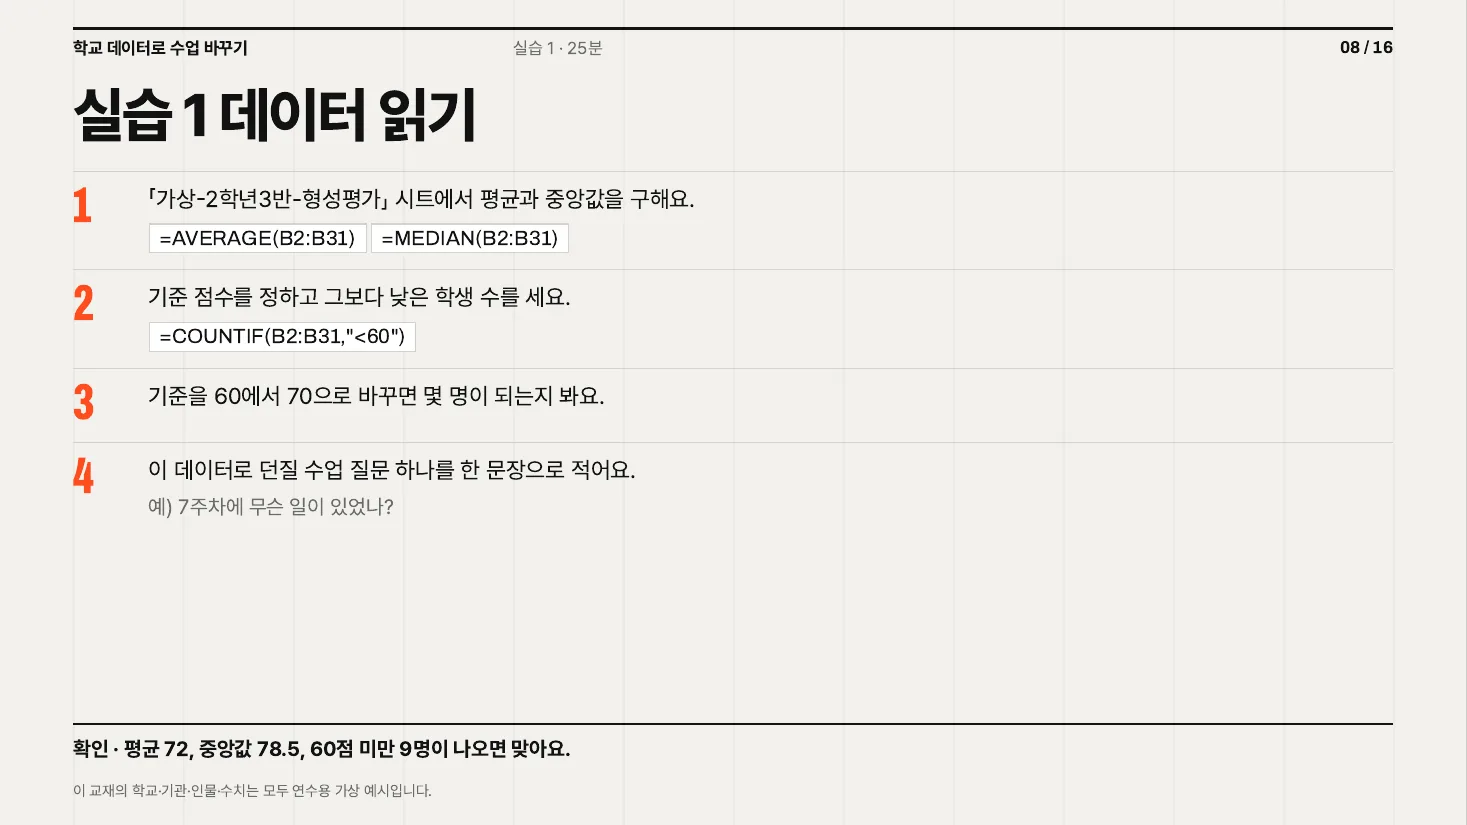 학교 데이터로 수업 바꾸기
실습 1 · 25분
08 / 16
실습 1 데이터 읽기
1
「가상-2학년3반-형성평가」 시트에서 평균과 중앙값을 구해요.
=AVERAGE(B2:B31) =MEDIAN(B2:B31)
2
기준 점수를 정하고 그보다 낮은 학생 수를 세요.
=COUNTIF(B2:B31,"<60")
3
기준을 60에서 70으로 바꾸면 몇 명이 되는지 봐요.
4
이 데이터로 던질 수업 질문 하나를 한 문장으로 적어요.
예) 7주차에 무슨 일이 있었나?
확인 · 평균 72, 중앙값 78.5, 60점 미만 9명이 나오면 맞아요.
이 교재의 학교·기관·인물·수치는 모두 연수용 가상 예시입니다.